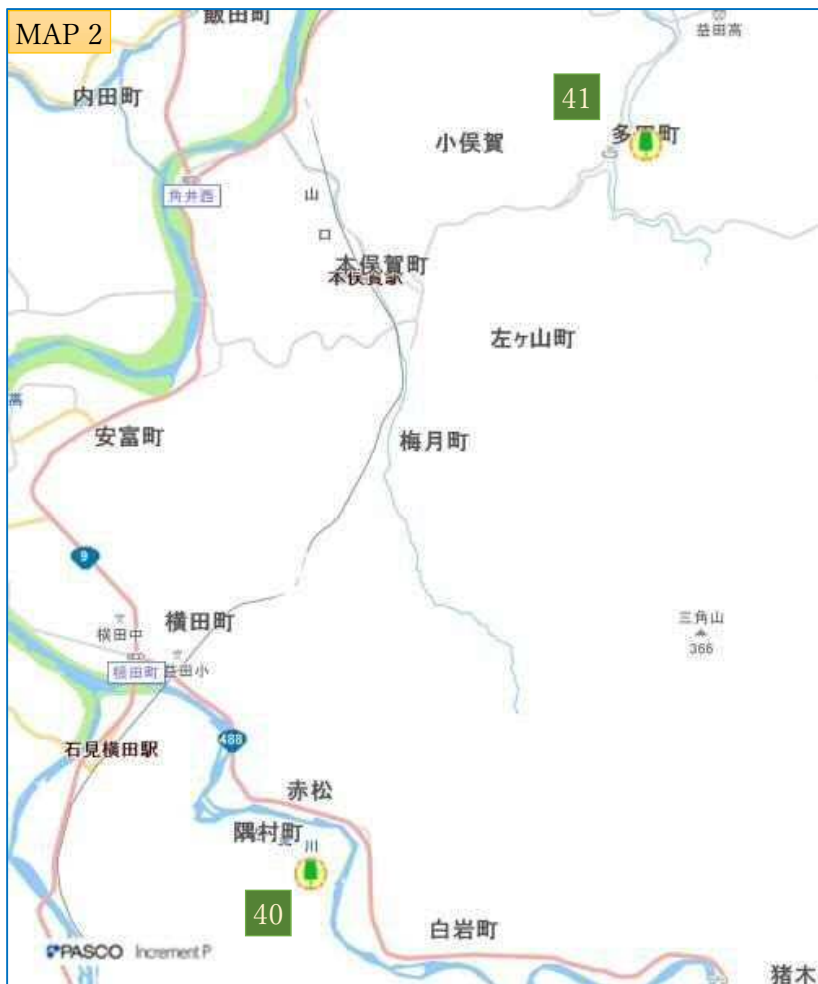 MAP 2
飯田町
益田高
内田町
41
小俣賀
多田町
角井西
山
口
本俣賀町
本俣賀駅
左ヶ山町
高
安富町
梅月町
9
横田町
三角山
366
横田中
横田町
益田小
488
石見横田駅
赤松
隅村町
川
40
白岩町
PASCO Increment P
川
猪木